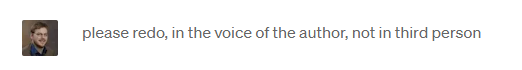 please redo, in the voice of the author, not in third person